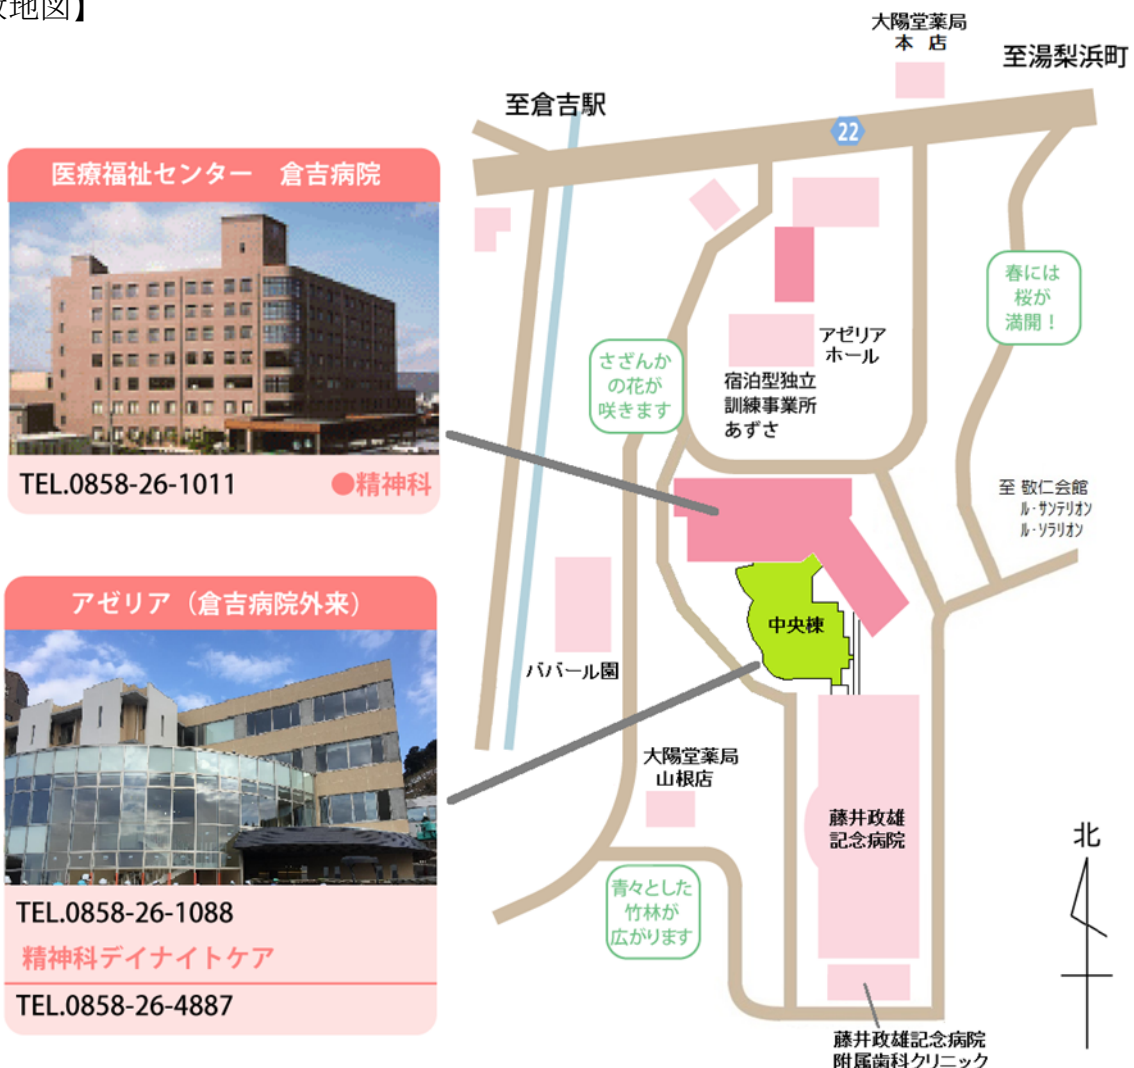 地図】
大陽堂薬局
本 店
至湯梨浜町
至倉吉駅
22
医療福祉センター　倉吉病院
TEL.0858-26-1011
●精神科
春には
桜が
満開！
さざんか
の花が
咲きます
アゼリア
ホール
宿泊型独立
訓練事業所
あずさ
至 敬仁会館
ル・サンテリオン
ル・ソラリオン
アゼリア（倉吉病院外来）
TEL.0858-26-1088
精神科デイナイトケア
TEL.0858-26-4887
中央棟
ババール園
大陽堂薬局
山根店
藤井政雄
記念病院
北
青々とした
竹林が
広がります
藤井政雄記念病院
附属歯科クリニック